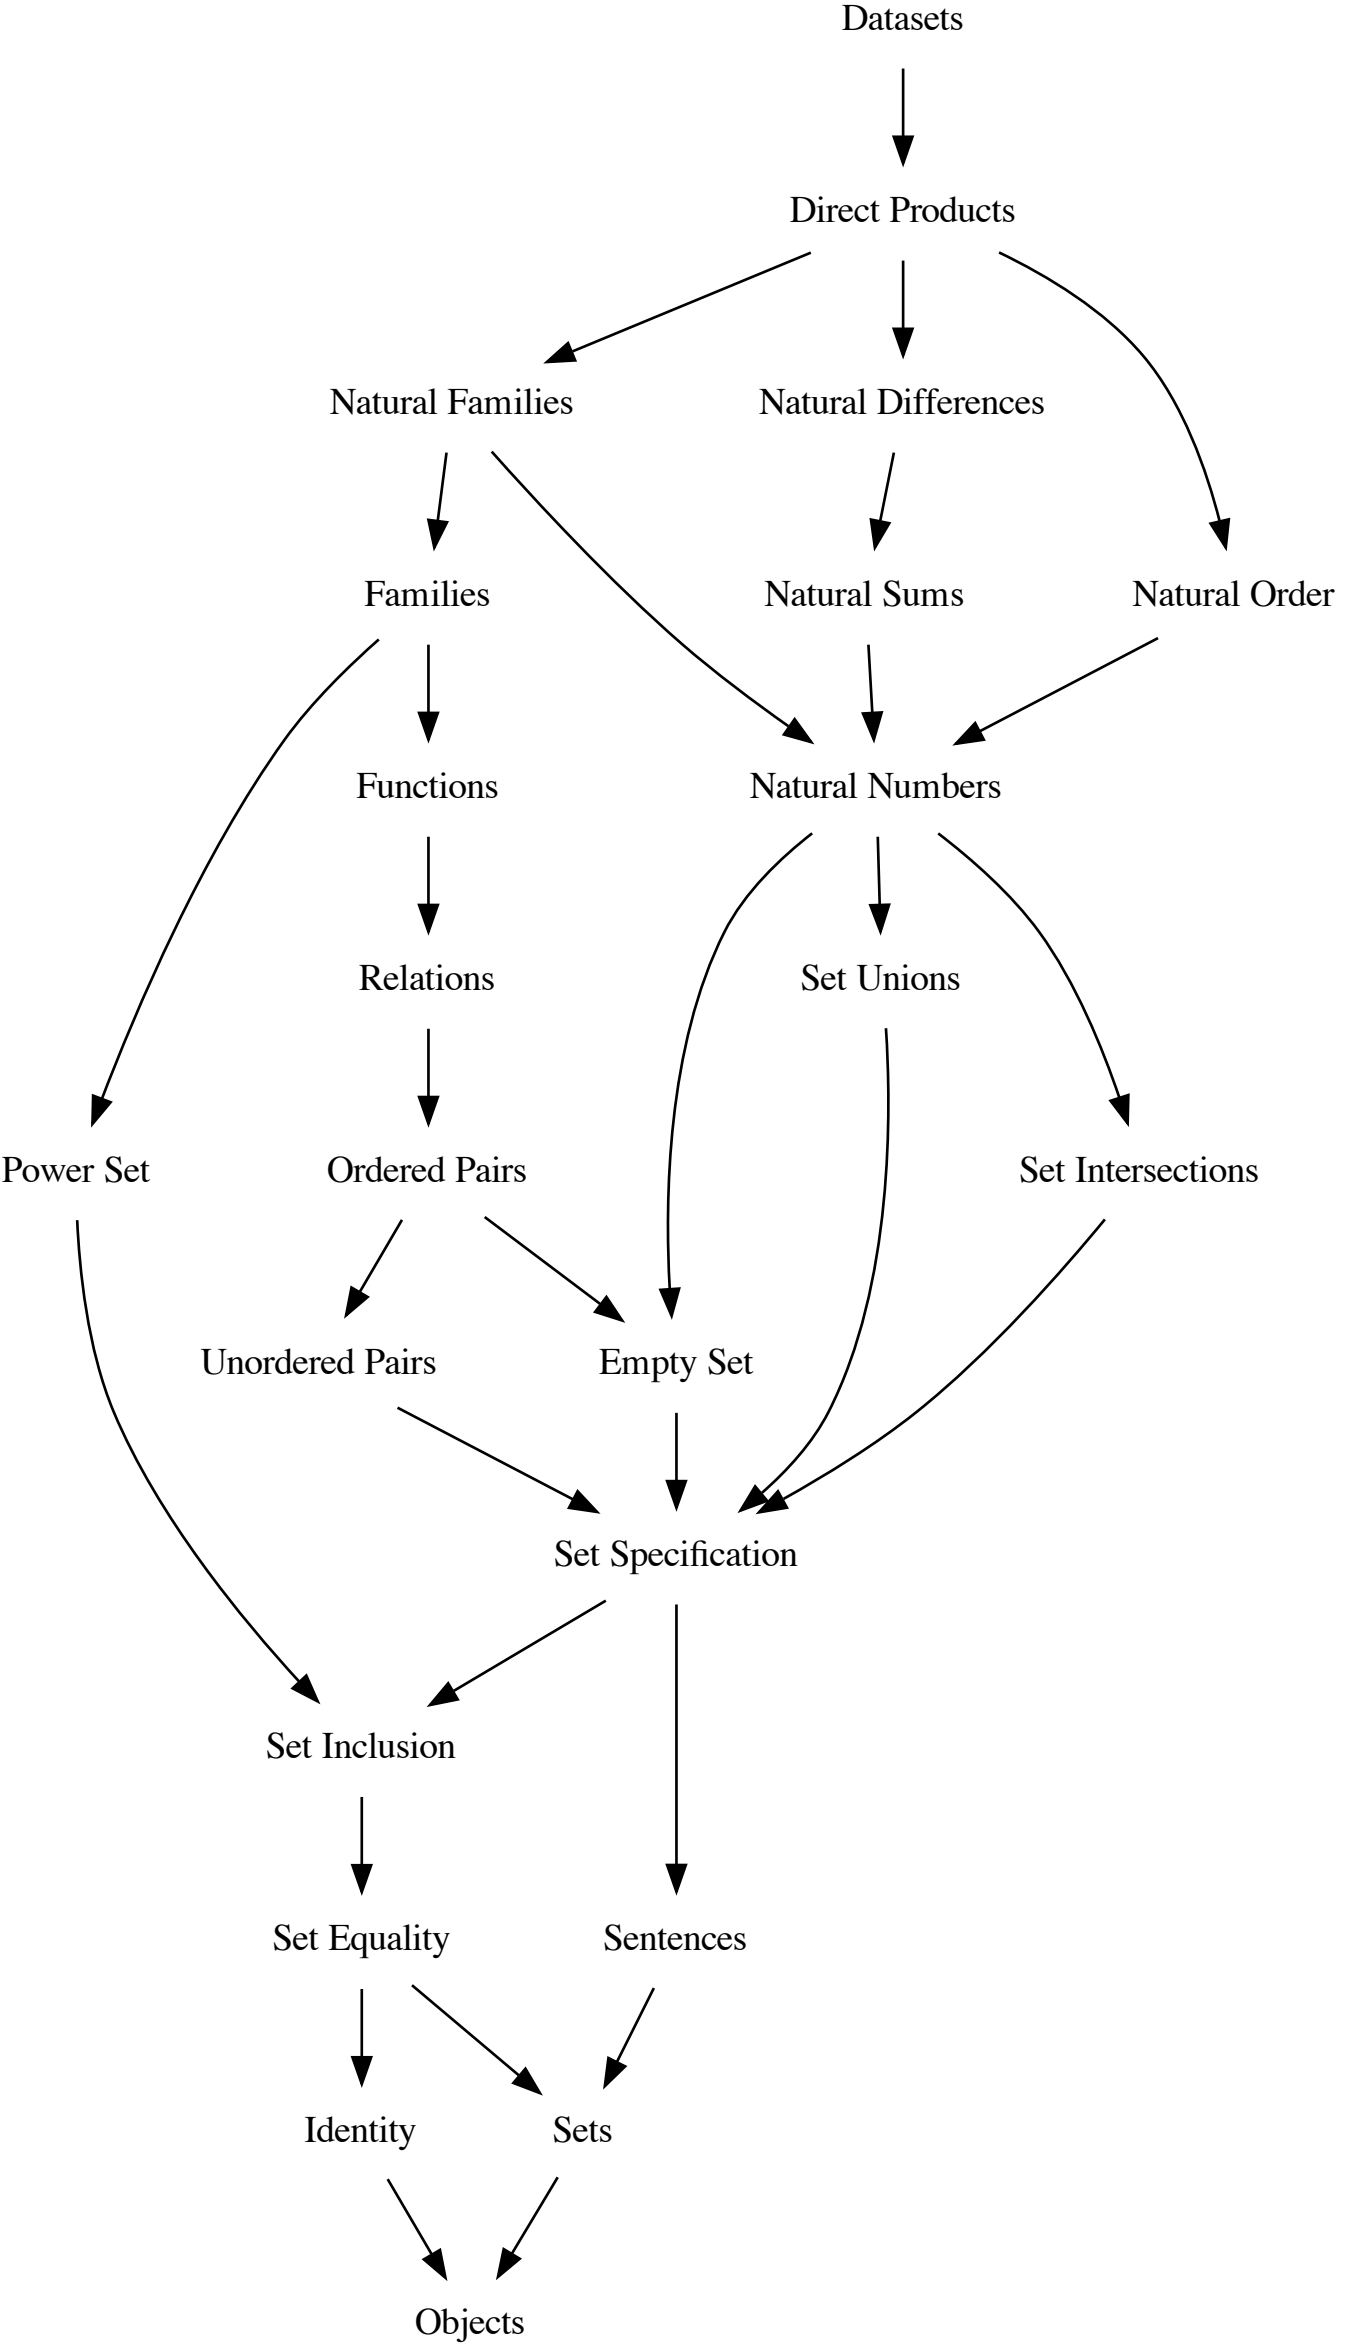 Datasets
Direct Products
Natural Families
Natural Differences
Families
Natural Sums
Natural Order
Functions
Natural Numbers
Relations
Set Unions
Power Set
Ordered Pairs
Set Intersections
Unordered Pairs
Empty Set
Set Specification
Set Inclusion
Set Equality
Sentences
Identity
Sets
Objects